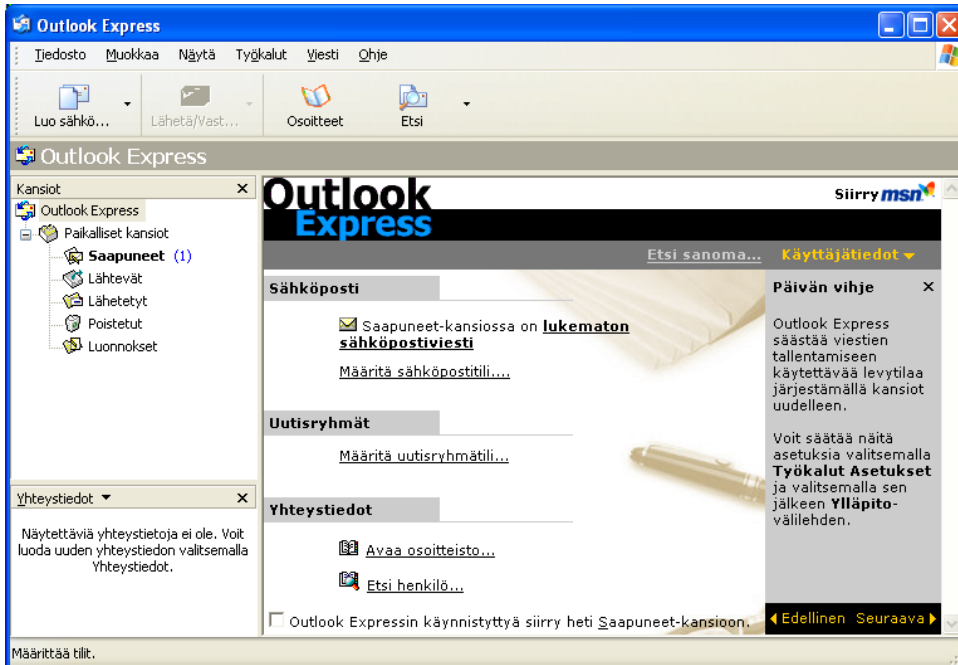 Outlook Express
Tiedosto Muokkaa Näytä Työkalut Viesti Ohje
Luo sähkö... Lähetä/Vast... Osoitteet Etsi
Outlook Express
Kansiot
Outlook Express
Paikalliset kansiot
Saapuneet (1)
Lähtevät
Lähetetyt
Poistetut
Luonnokset
Yhteystiedot
Näytettäviä yhteystietoja ei ole. Voit
luoda uuden yhteystiedon valitsemalla
Yhteystiedot.
Outlook
Express
Siirry msn
Etsi sanoma... Käyttäjätiedot
Sähköposti
Saapuneet-kansiossa on lukematon
sähköpostiviesti
Määritä sähköpostitili....
Uutisryhmät
Määritä uutisryhmätili...
Yhteystiedot
Avaa osoitteisto...
Etsi henkilö...
Outlook Expressin käynnistyttyä siirry heti Saapuneet-kansioon.
Päivän vihje
Outlook Express
säästää viestien
tallentamiseen
käytettävää levytilaa
järjestämällä kansiot
uudelleen.
Voit säätää näitä
asetuksia valitsemalla
Työkalut Asetukset
ja valitsemalla sen
jälkeen Ylläpito-
välilehden.
Edellinen Seuraava
Määrittää tilit.